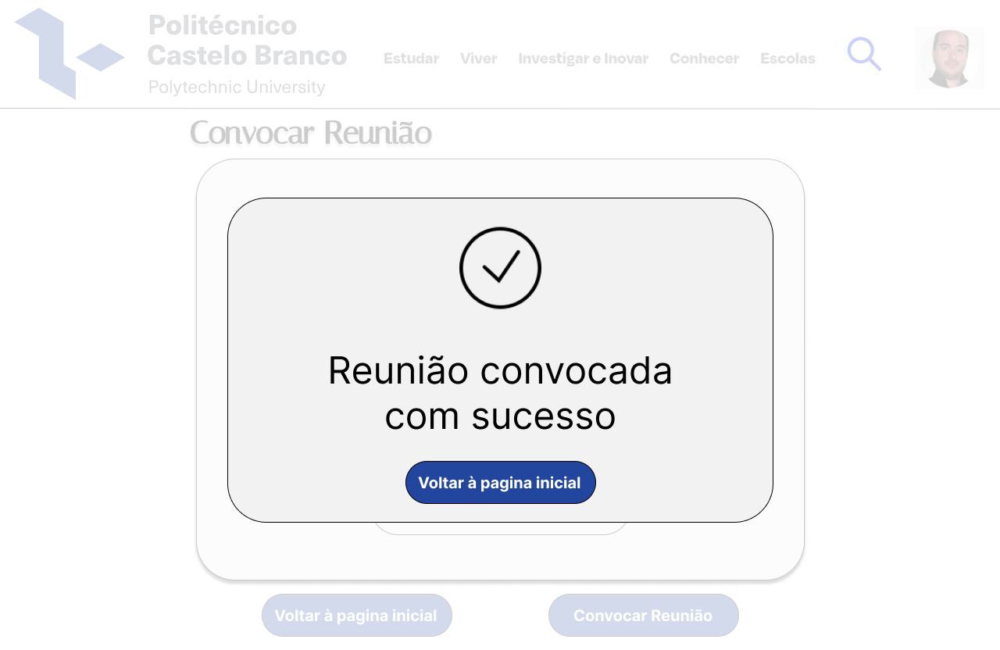 Politécnico
Castelo Branco
Polytechnic University
Estudar Viver Investigar e Inovar Conhecer Escolas
Convocar Reunião
Reunião convocada
com sucesso
Voltar à pagina inicial
Voltar à pagina inicial Convocar Reunião